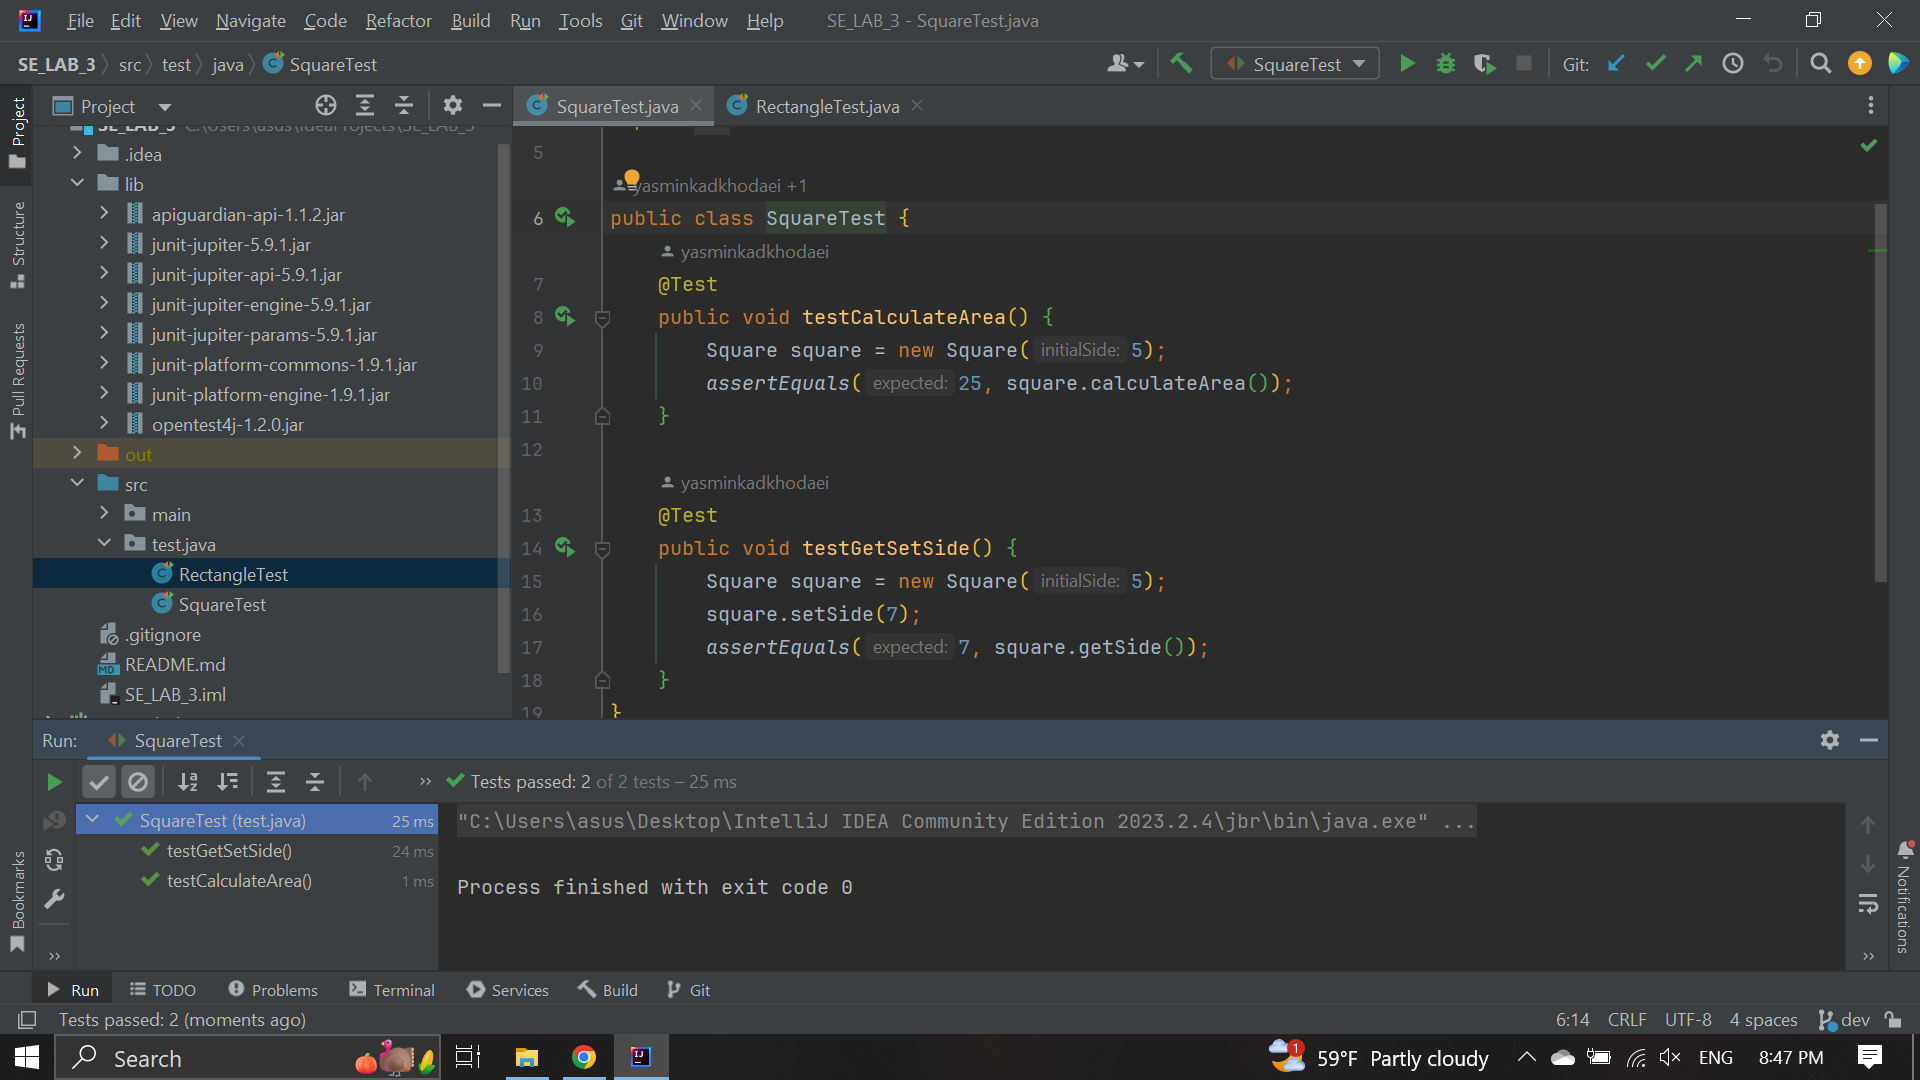 File Edit View Navigate Code Refactor Build Run Tools Git Window Help SE_LAB_3 - SquareTest.java
SE_LAB_3 src test java SquareTest SquareTest Git:
Project SquareTest.java RectangleTest.java
SE_LAB_3 C:\Users\asus\IdeaProjects\SE_LAB_3
.idea
lib
apiguardian-api-1.1.2.jar
junit-jupiter-5.9.1.jar
junit-jupiter-api-5.9.1.jar
junit-jupiter-engine-5.9.1.jar
junit-jupiter-params-5.9.1.jar
junit-platform-commons-1.9.1.jar
junit-platform-engine-1.9.1.jar
opentest4j-1.2.0.jar
out
src
main
test.java
RectangleTest
SquareTest
.gitignore
README.md
SE_LAB_3.iml
Project
Structure
Pull Requests
Bookmarks
Notifications
5
yasminkadkhodaei +1
6 public class SquareTest {
yasminkadkhodaei
7 @Test
8 public void testCalculateArea() {
9 Square square = new Square( initialSide: 5);
10 assertEquals( expected: 25, square.calculateArea());
11 }
12
yasminkadkhodaei
13 @Test
14 public void testGetSetSide() {
15 Square square = new Square( initialSide: 5);
16 square.setSide(7);
17 assertEquals( expected: 7, square.getSide());
18 }
19 }
Run: SquareTest
Tests passed: 2 of 2 tests – 25 ms
SquareTest (test.java) 25 ms
testGetSetSide() 24 ms
testCalculateArea() 1 ms
"C:\Users\asus\Desktop\IntelliJ IDEA Community Edition 2023.2.4\jbr\bin\java.exe" ...
Process finished with exit code 0
Run TODO Problems Terminal Services Build Git
Tests passed: 2 (moments ago) 6:14 CRLF UTF-8 4 spaces dev
Search 1 59°F Partly cloudy ENG 8:47 PM